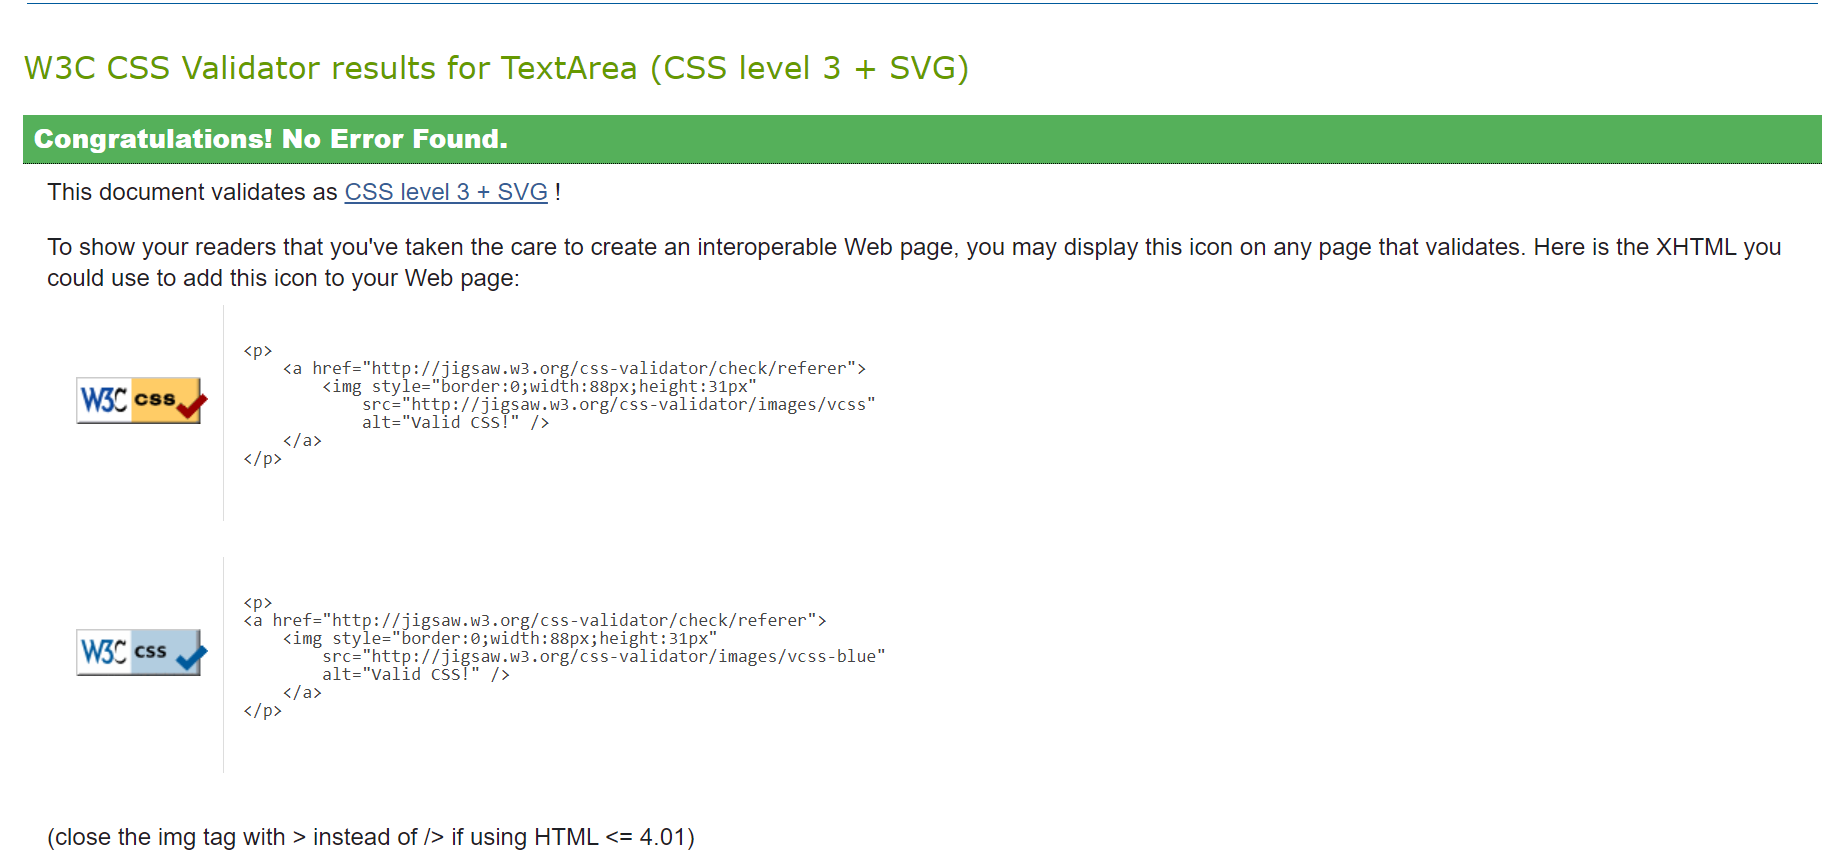 W3C CSS Validator results for TextArea (CSS level 3 + SVG)
Congratulations! No Error Found.
This document validates as CSS level 3 + SVG !
To show your readers that you've taken the care to create an interoperable Web page, you may display this icon on any page that validates. Here is the XHTML you
could use to add this icon to your Web page:
<p>
    <a href="http://jigsaw.w3.org/css-validator/check/referer">
W3C css
        <img style="border:0;width:88px;height:31px"
            src="http://jigsaw.w3.org/css-validator/images/vcss"
            alt="Valid CSS!" />
    </a>
</p>
<p>
<a href="http://jigsaw.w3.org/css-validator/check/referer">
W3C css
    <img style="border:0;width:88px;height:31px"
        src="http://jigsaw.w3.org/css-validator/images/vcss-blue"
        alt="Valid CSS!" />
    </a>
</p>
(close the img tag with > instead of /> if using HTML <= 4.01)